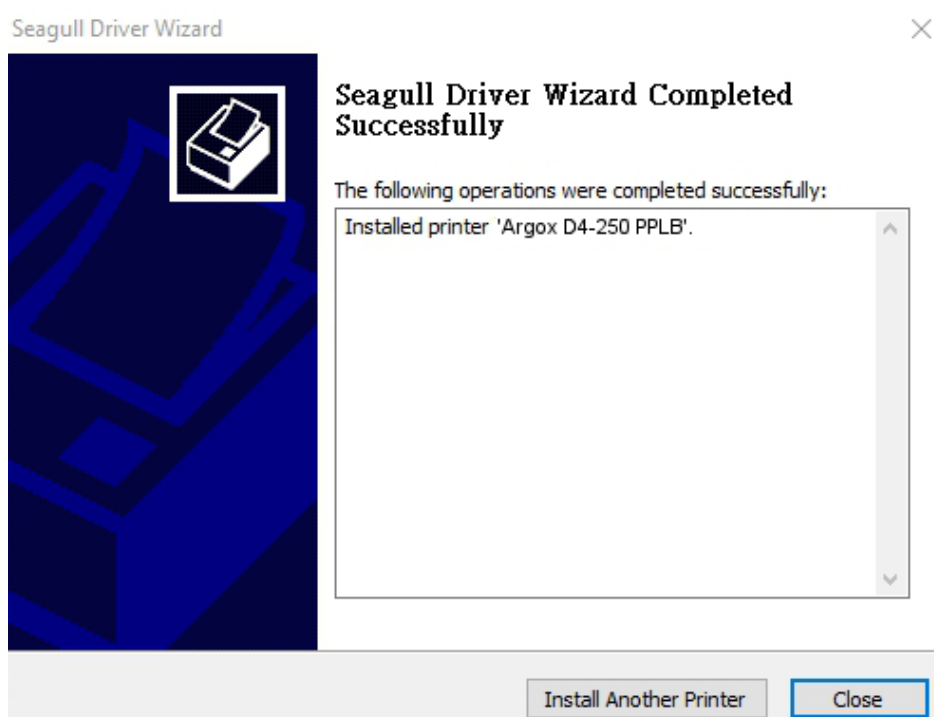 Seagull Driver Wizard
Seagull Driver Wizard Completed
Successfully
The following operations were completed successfully:
Installed printer 'Argox D4-250 PPLB'.
Install Another Printer
Close